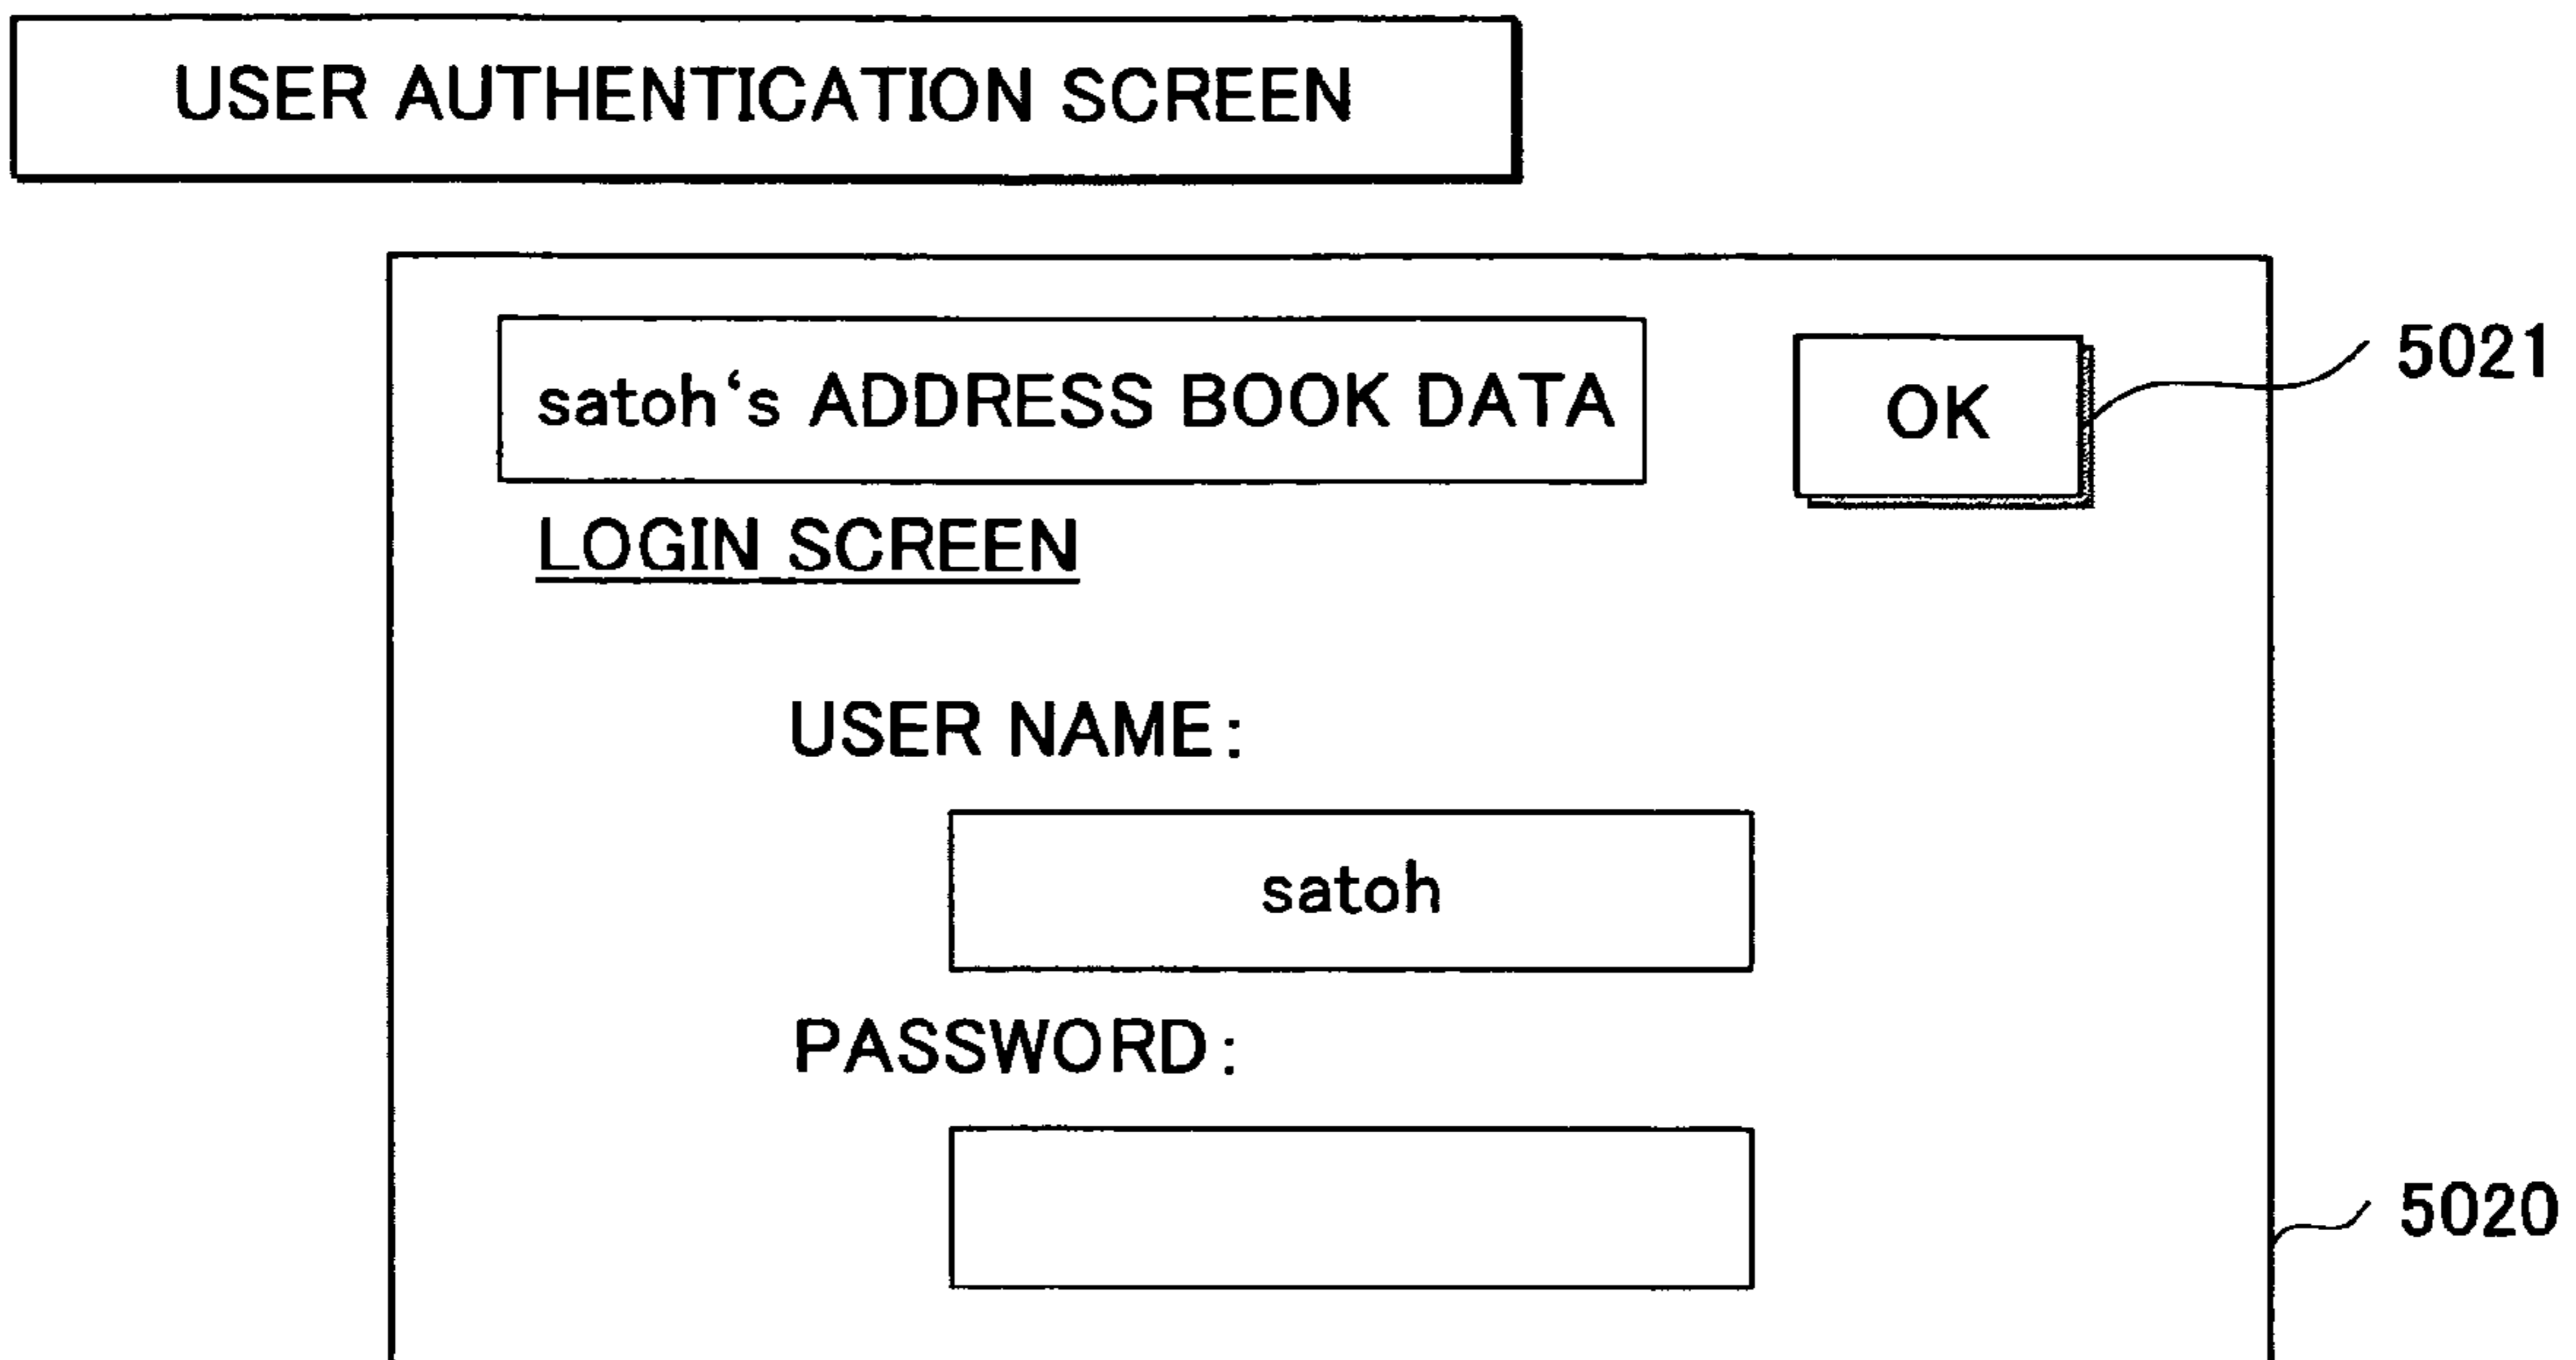 USER AUTHENTICATION SCREEN
satoh‘s ADDRESS BOOK DATA
OK
5021
LOGIN SCREEN
USER NAME:
satoh
PASSWORD:
5020